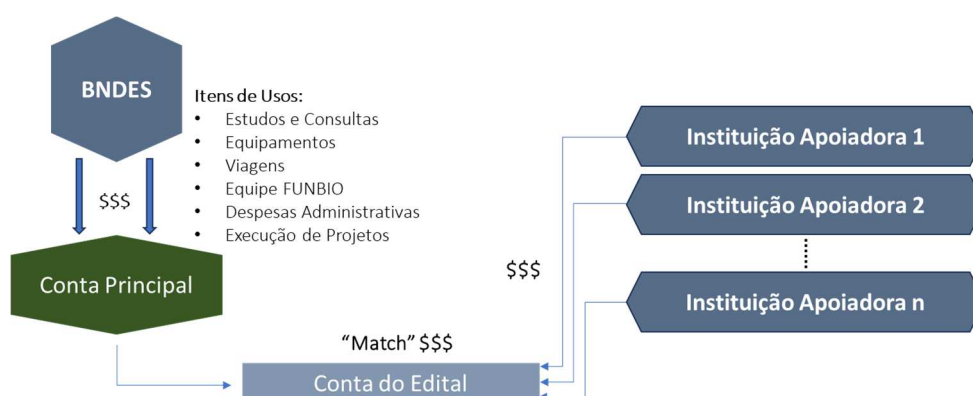 BNDES
$$$
Itens de Usos:
• Estudos e Consultas
• Equipamentos
• Viagens
• Equipe FUNBIO
• Despesas Administrativas
• Execução de Projetos
Conta Principal
Instituição Apoiadora 1
Instituição Apoiadora 2
Instituição Apoiadora n
$$$
“Match” $$$
Conta do Edital